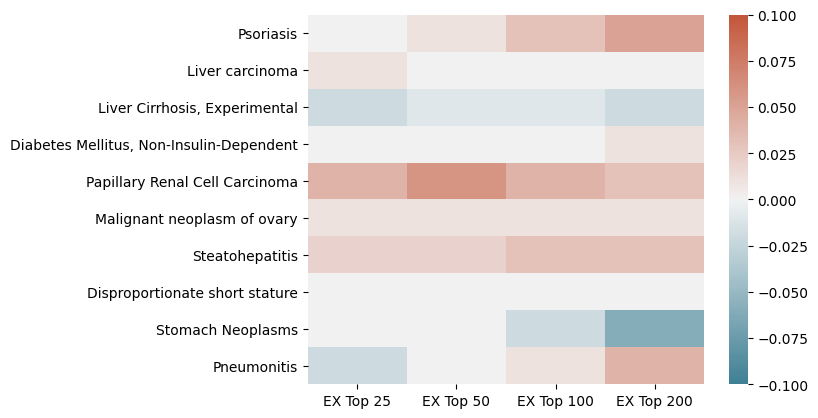 Psoriasis
Liver carcinoma
Liver Cirrhosis, Experimental
Diabetes Mellitus, Non-Insulin-Dependent
Papillary Renal Cell Carcinoma
Malignant neoplasm of ovary
Steatohepatitis
Disproportionate short stature
Stomach Neoplasms
Pneumonitis
EX Top 25 EX Top 50 EX Top 100 EX Top 200
0.100
0.075
0.050
0.025
0.000
−0.025
−0.050
−0.075
−0.100